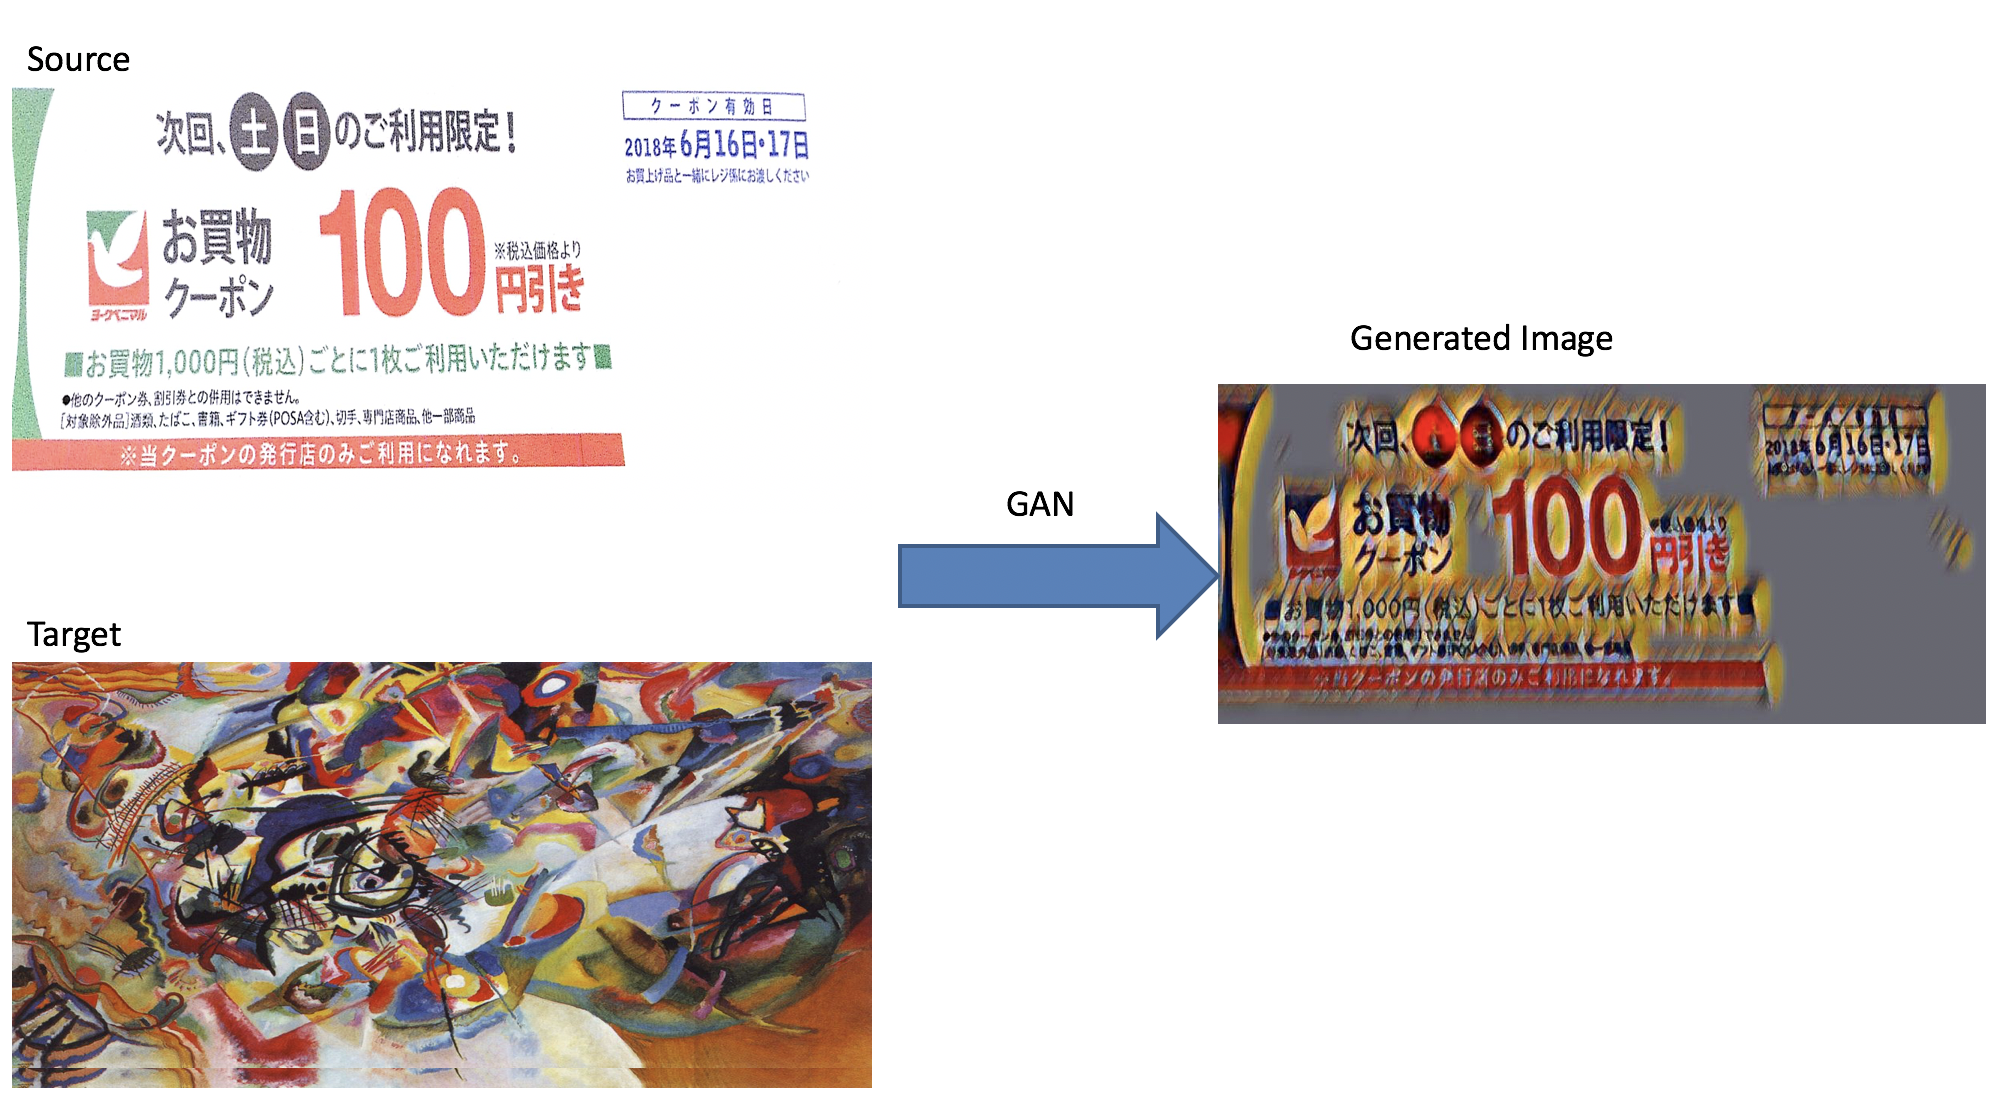 Source
次回、土日のご利用限定!
クーポン有効日
2018年6月16日・17日
お買上げ品と一緒にレジ係にお渡しください
お買物
クーポン
100
※税込価格より
円引き
ヨークベニマル
■お買物1,000円(税込)ごとに1枚ご利用いただけます■
●他のクーポン券、割引券との併用はできません。
[対象除外品]酒類、たばこ、書籍、ギフト券(POSA含む)、切手、専門店商品、他一部商品
※当クーポンの発行店のみご利用になれます。
Target
GAN
Generated Image
次回、土日のご利用限定!
2018年6月16日・17日
お買物
クーポン
100
円引き
お買物1,000円(税込)ごとに1枚ご利用いただけます
※当クーポンの発行店のみご利用になれます。